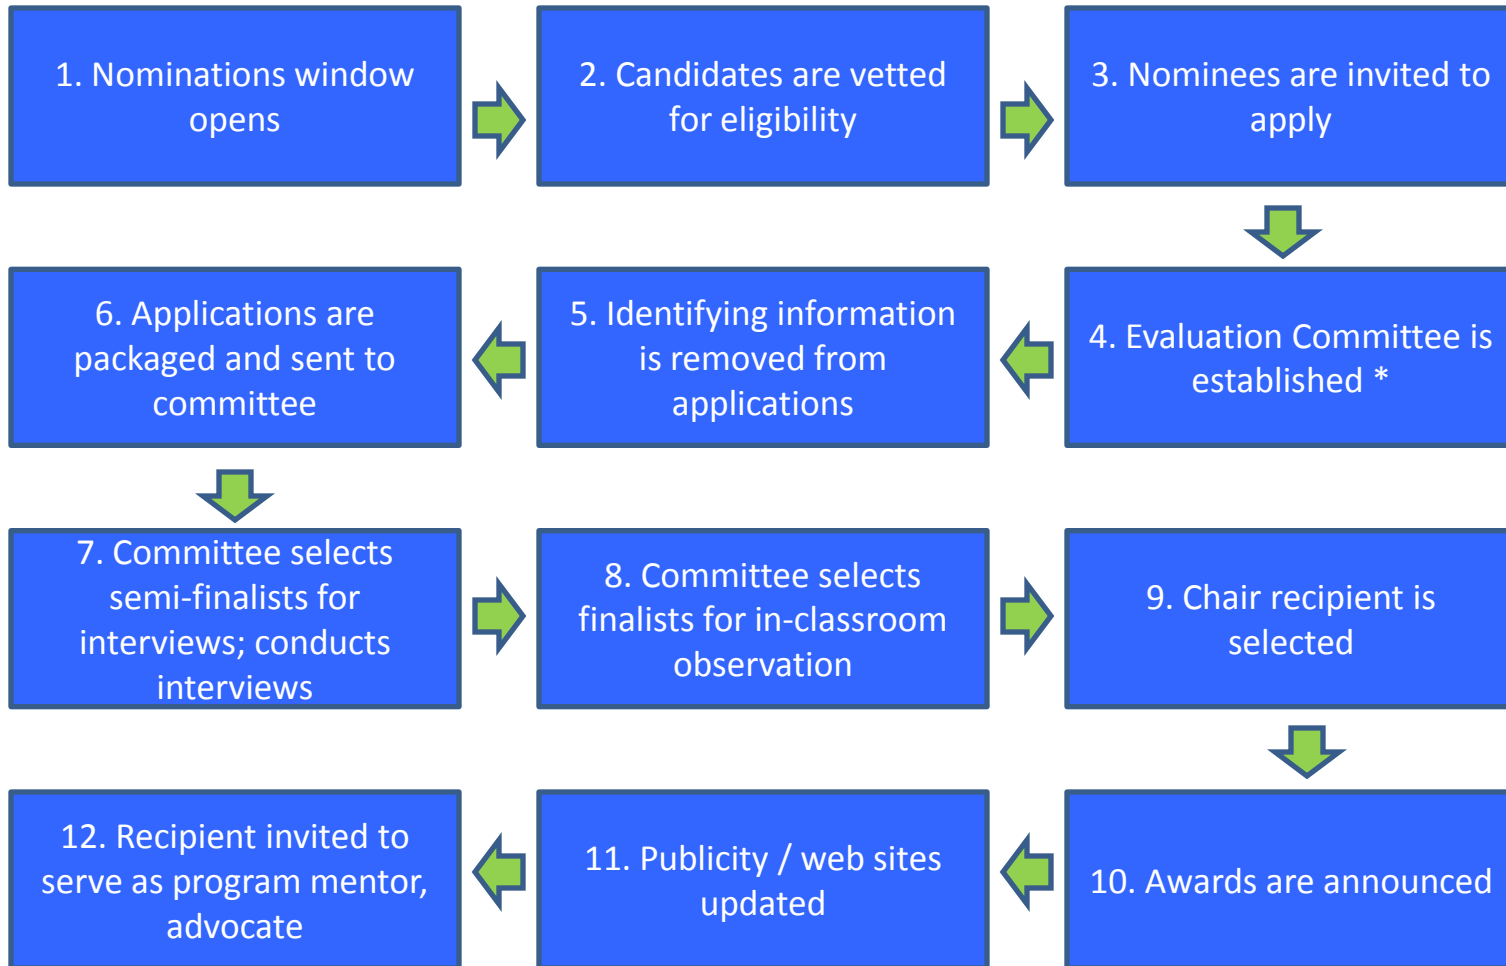 1. Nominations window
opens
2. Candidates are vetted
for eligibility
3. Nominees are invited to
apply
4. Evaluation Committee is
established *
5. Identifying information
is removed from
applications
6. Applications are
packaged and sent to
committee
7. Committee selects
semi-finalists for
interviews; conducts
interviews
8. Committee selects
finalists for in-classroom
observation
9. Chair recipient is
selected
10. Awards are announced
11. Publicity / web sites
updated
12. Recipient invited to
serve as program mentor,
advocate